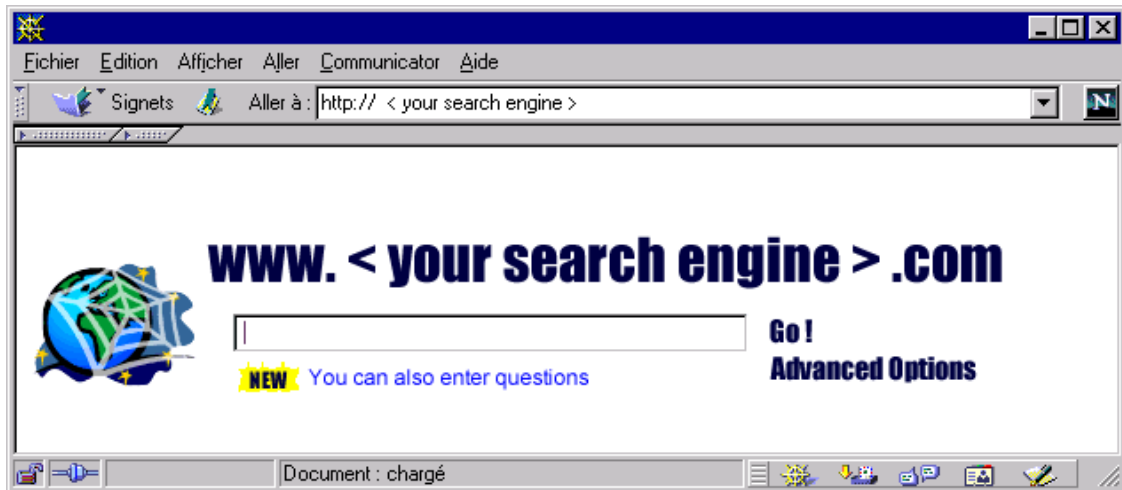 Fichier Edition Afficher Aller Communicator Aide
Signets Aller à : http:// < your search engine >
N
www. < your search engine > .com
Go !
NEW You can also enter questions
Advanced Options
Document : chargé